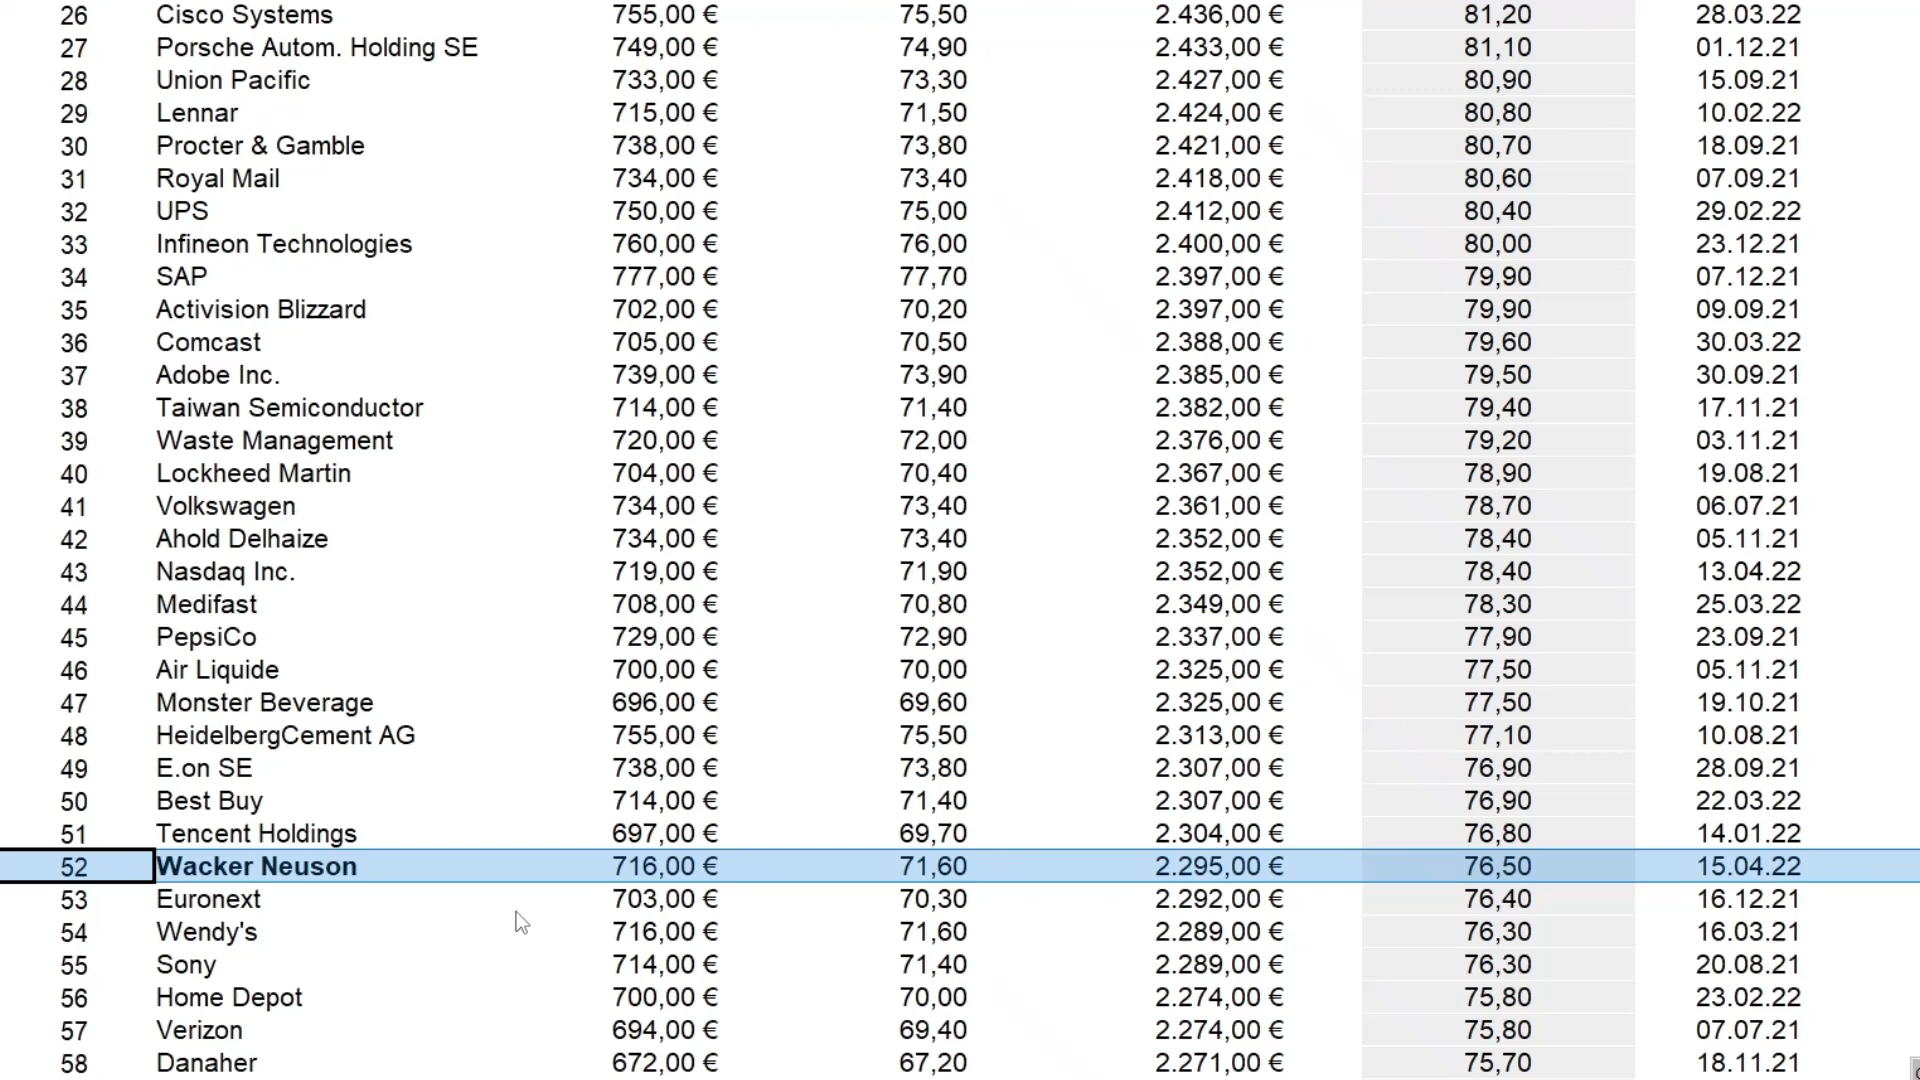 26 Cisco Systems 755,00 € 75,50 2.436,00 € 81,20 28.03.22
27 Porsche Autom. Holding SE 749,00 € 74,90 2.433,00 € 81,10 01.12.21
28 Union Pacific 733,00 € 73,30 2.427,00 € 80,90 15.09.21
29 Lennar 715,00 € 71,50 2.424,00 € 80,80 10.02.22
30 Procter & Gamble 738,00 € 73,80 2.421,00 € 80,70 18.09.21
31 Royal Mail 734,00 € 73,40 2.418,00 € 80,60 07.09.21
32 UPS 750,00 € 75,00 2.412,00 € 80,40 29.02.22
33 Infineon Technologies 760,00 € 76,00 2.400,00 € 80,00 23.12.21
34 SAP 777,00 € 77,70 2.397,00 € 79,90 07.12.21
35 Activision Blizzard 702,00 € 70,20 2.397,00 € 79,90 09.09.21
36 Comcast 705,00 € 70,50 2.388,00 € 79,60 30.03.22
37 Adobe Inc. 739,00 € 73,90 2.385,00 € 79,50 30.09.21
38 Taiwan Semiconductor 714,00 € 71,40 2.382,00 € 79,40 17.11.21
39 Waste Management 720,00 € 72,00 2.376,00 € 79,20 03.11.21
40 Lockheed Martin 704,00 € 70,40 2.367,00 € 78,90 19.08.21
41 Volkswagen 734,00 € 73,40 2.361,00 € 78,70 06.07.21
42 Ahold Delhaize 734,00 € 73,40 2.352,00 € 78,40 05.11.21
43 Nasdaq Inc. 719,00 € 71,90 2.352,00 € 78,40 13.04.22
44 Medifast 708,00 € 70,80 2.349,00 € 78,30 25.03.22
45 PepsiCo 729,00 € 72,90 2.337,00 € 77,90 23.09.21
46 Air Liquide 700,00 € 70,00 2.325,00 € 77,50 05.11.21
47 Monster Beverage 696,00 € 69,60 2.325,00 € 77,50 19.10.21
48 HeidelbergCement AG 755,00 € 75,50 2.313,00 € 77,10 10.08.21
49 E.on SE 738,00 € 73,80 2.307,00 € 76,90 28.09.21
50 Best Buy 714,00 € 71,40 2.307,00 € 76,90 22.03.22
51 Tencent Holdings 697,00 € 69,70 2.304,00 € 76,80 14.01.22
52 Wacker Neuson 716,00 € 71,60 2.295,00 € 76,50 15.04.22
53 Euronext 703,00 € 70,30 2.292,00 € 76,40 16.12.21
54 Wendy's 716,00 € 71,60 2.289,00 € 76,30 16.03.21
55 Sony 714,00 € 71,40 2.289,00 € 76,30 20.08.21
56 Home Depot 700,00 € 70,00 2.274,00 € 75,80 23.02.22
57 Verizon 694,00 € 69,40 2.274,00 € 75,80 07.07.21
58 Danaher 672,00 € 67,20 2.271,00 € 75,70 18.11.21